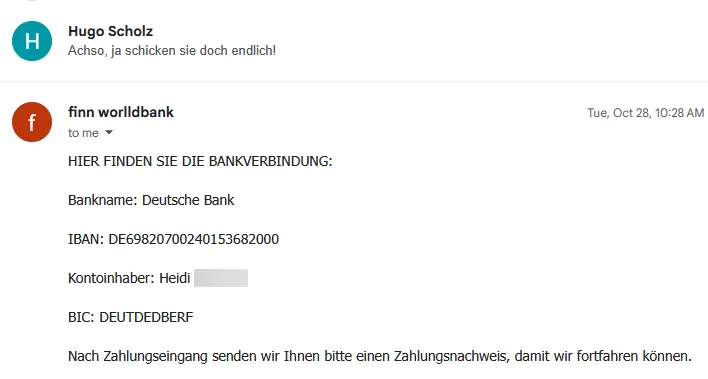 H
Hugo Scholz
Achso, ja schicken sie doch endlich!
f
finn worlldbank
Tue, Oct 28, 10:28 AM
to me
HIER FINDEN SIE DIE BANKVERBINDUNG:
Bankname: Deutsche Bank
IBAN: DE69820700240153682000
Kontoinhaber: Heidi
BIC: DEUTDEDBERF
Nach Zahlungseingang senden wir Ihnen bitte einen Zahlungsnachweis, damit wir fortfahren können.